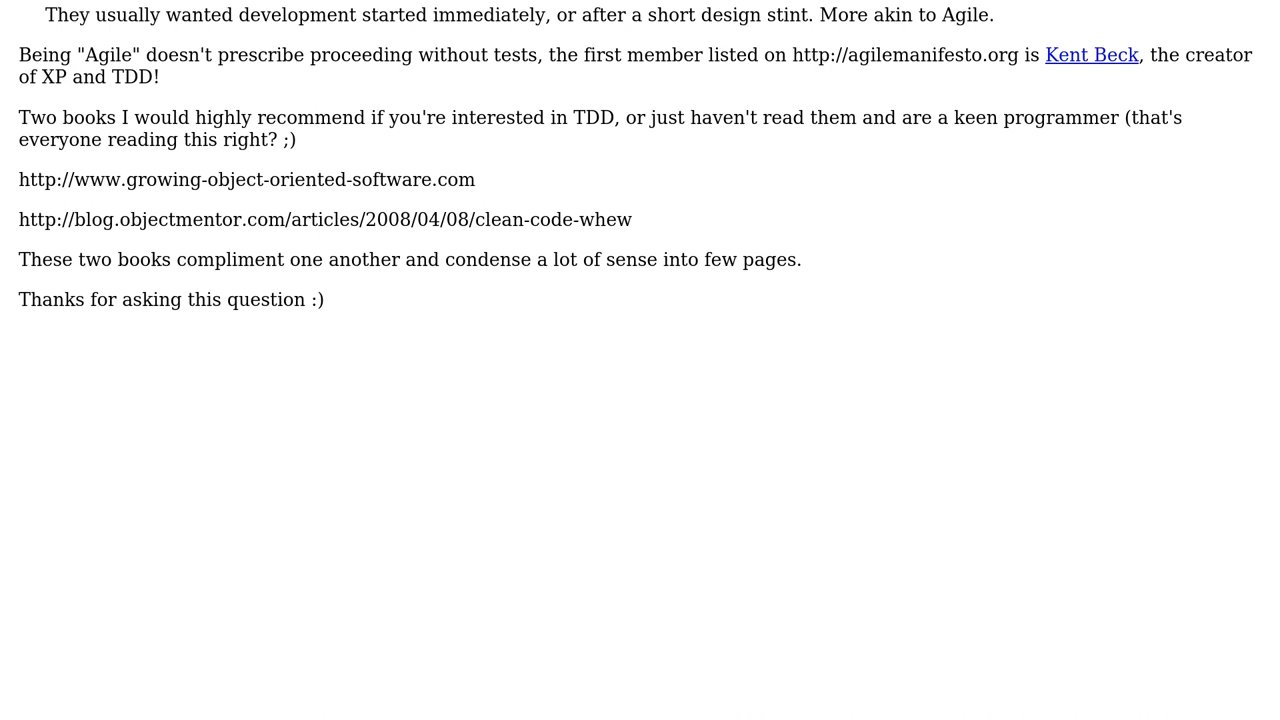 They usually wanted development started immediately, or after a short design stint. More akin to Agile.
Being "Agile" doesn't prescribe proceeding without tests, the first member listed on http://agilemanifesto.org is Kent Beck, the creator
of XP and TDD!
Two books I would highly recommend if you're interested in TDD, or just haven't read them and are a keen programmer (that's
everyone reading this right? ;)
http://www.growing-object-oriented-software.com
http://blog.objectmentor.com/articles/2008/04/08/clean-code-whew
These two books compliment one another and condense a lot of sense into few pages.
Thanks for asking this question :)